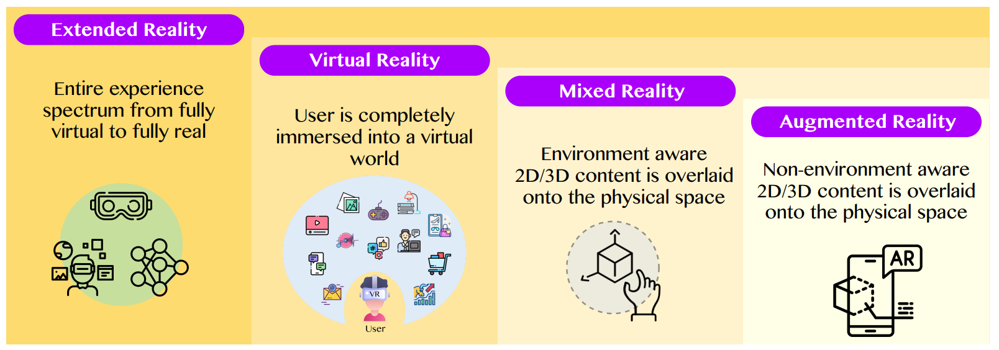 Extended Reality
Entire experience
spectrum from fully
virtual to fully real
Virtual Reality
User is completely
immersed into a virtual
world
#
@
VR
User
Mixed Reality
Environment aware
2D/3D content is overlaid
onto the physical space
Augmented Reality
Non-environment aware
2D/3D content is overlaid
onto the physical space
AR